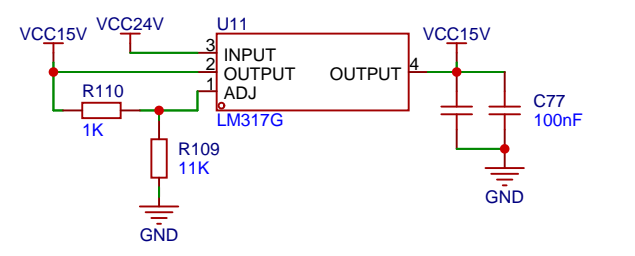 VCC15V
VCC24V
U11
VCC15V
3
INPUT
2
OUTPUT
OUTPUT
4
1
ADJ
LM317G
R110
1K
R109
11K
GND
C77
100nF
GND